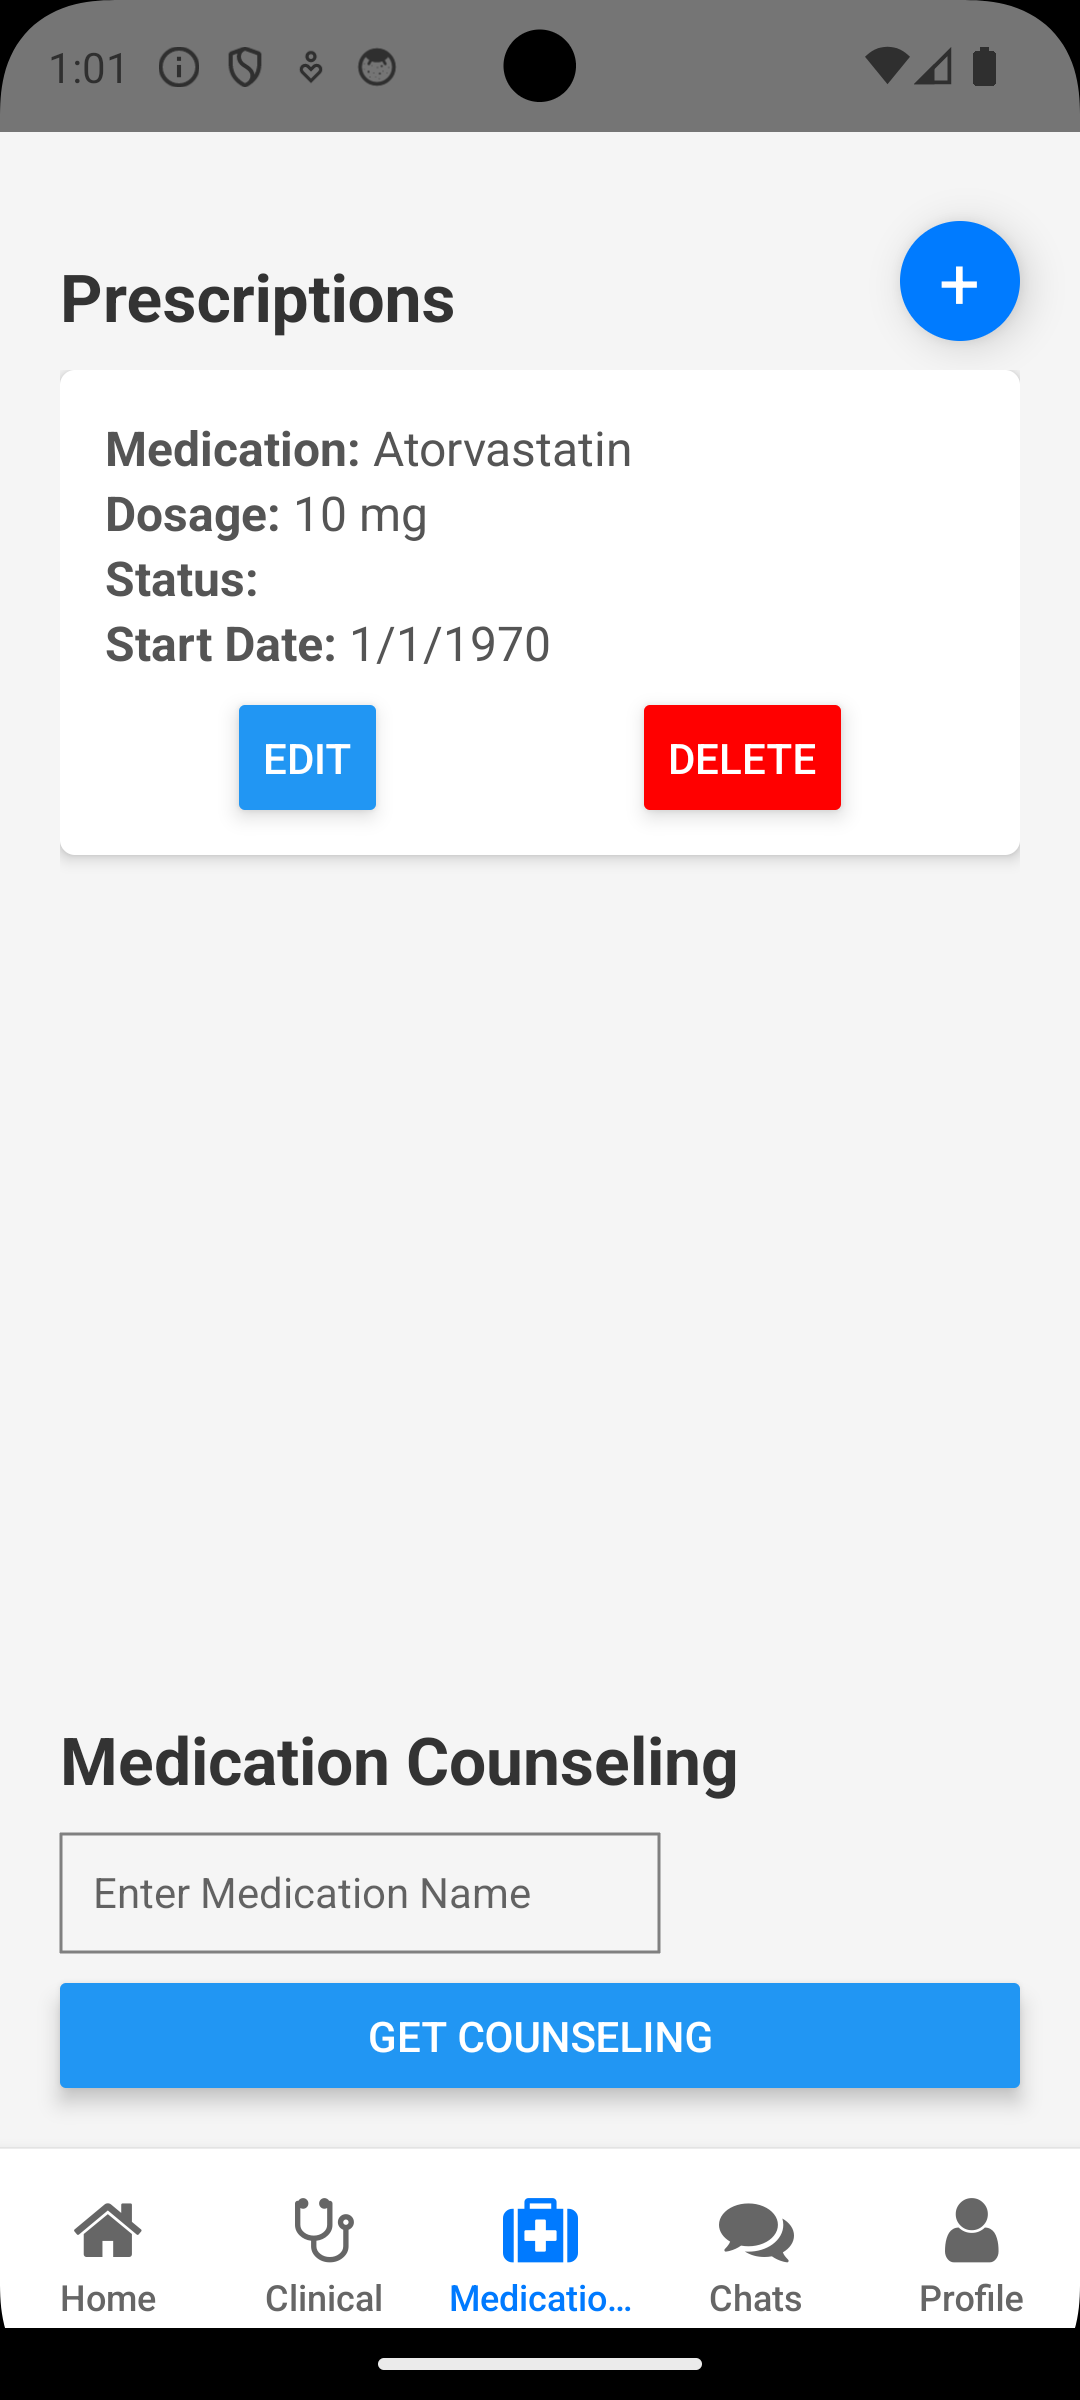 1:01
Prescriptions
+
Medication: Atorvastatin
Dosage: 10 mg
Status:
Start Date: 1/1/1970
EDIT
DELETE
Medication Counseling
Enter Medication Name
GET COUNSELING
Home
Clinical
Medicatio...
Chats
Profile